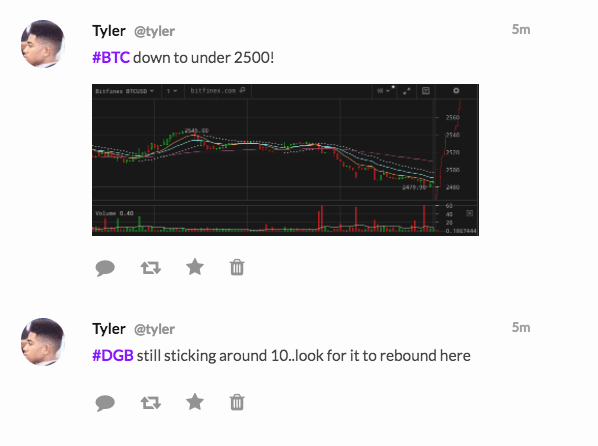 Tyler @tyler 5m
#BTC down to under 2500!
Bitfinex BTCUSD 1 bitfinex.com
2560
2545.00
2540
2520
2500
2479.90 2480
Volume 0.40
60
40
20
0.1867444
Tyler @tyler 5m
#DGB still sticking around 10..look for it to rebound here